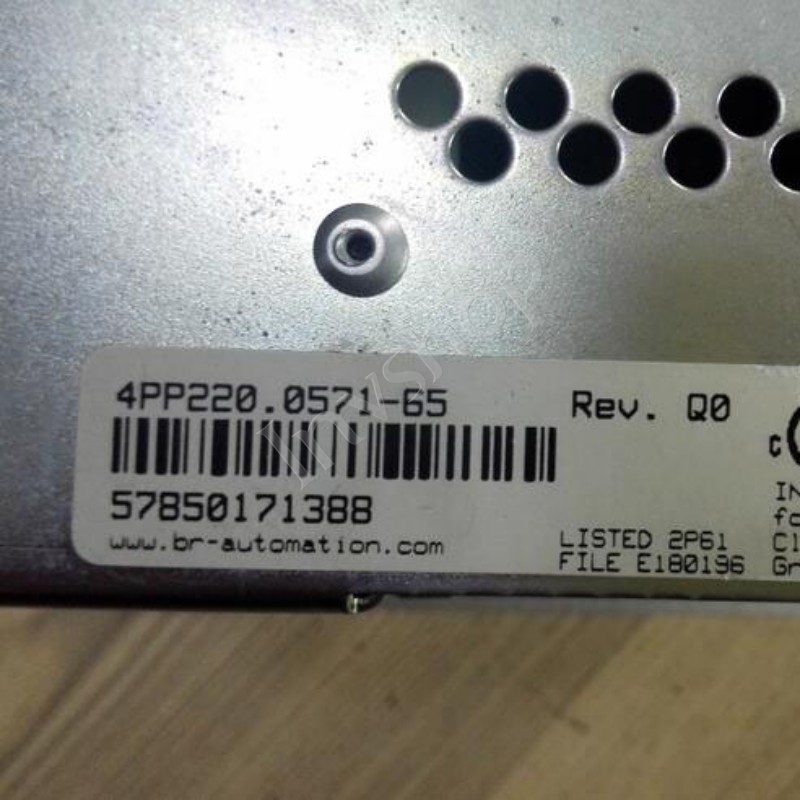 4PP220.0571-65
Rev. Q0
57850171388
www.br-automation.com
LISTED 2P61
FILE E180196
c